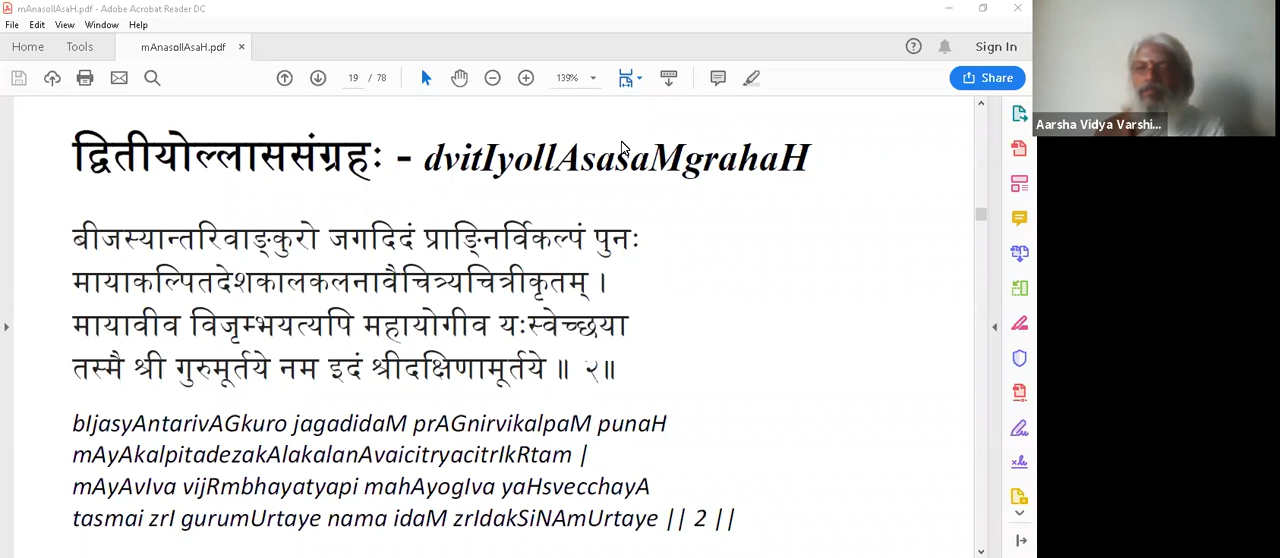 mAnasollAsaH.pdf - Adobe Acrobat Reader DC
File Edit View Window Help
Home Tools mAnasollAsaH.pdf × Sign In
19 / 78 139% Share
Aarsha Vidya Varshi...
द्वितीयोल्लाससंग्रहः - dvitIyollAsasaMgrahaH
बीजस्यान्तरिवाङ्कुरो जगदिदं प्राङ्निर्विकल्पं पुनः
मायाकल्पितदेशकालकलनावैचित्र्यचित्रीकृतम् ।
मायावीव विजृम्भयत्यपि महायोगीव यःस्वेच्छया
तस्मै श्री गुरुमूर्तये नम इदं श्रीदक्षिणामूर्तये ॥ २॥
bIjasyAntarivAGkuro jagadidaM prAGnirvikalpaM punaH
mAyAkalpitadezakAlakalanAvaicitryacitrIkRtam |
mAyAvIva vijRmbhayatyapi mahAyogIva yaHsvecchayA
tasmai zrI gurumUrtaye nama idaM zrIdakSiNAmUrtaye || 2 ||